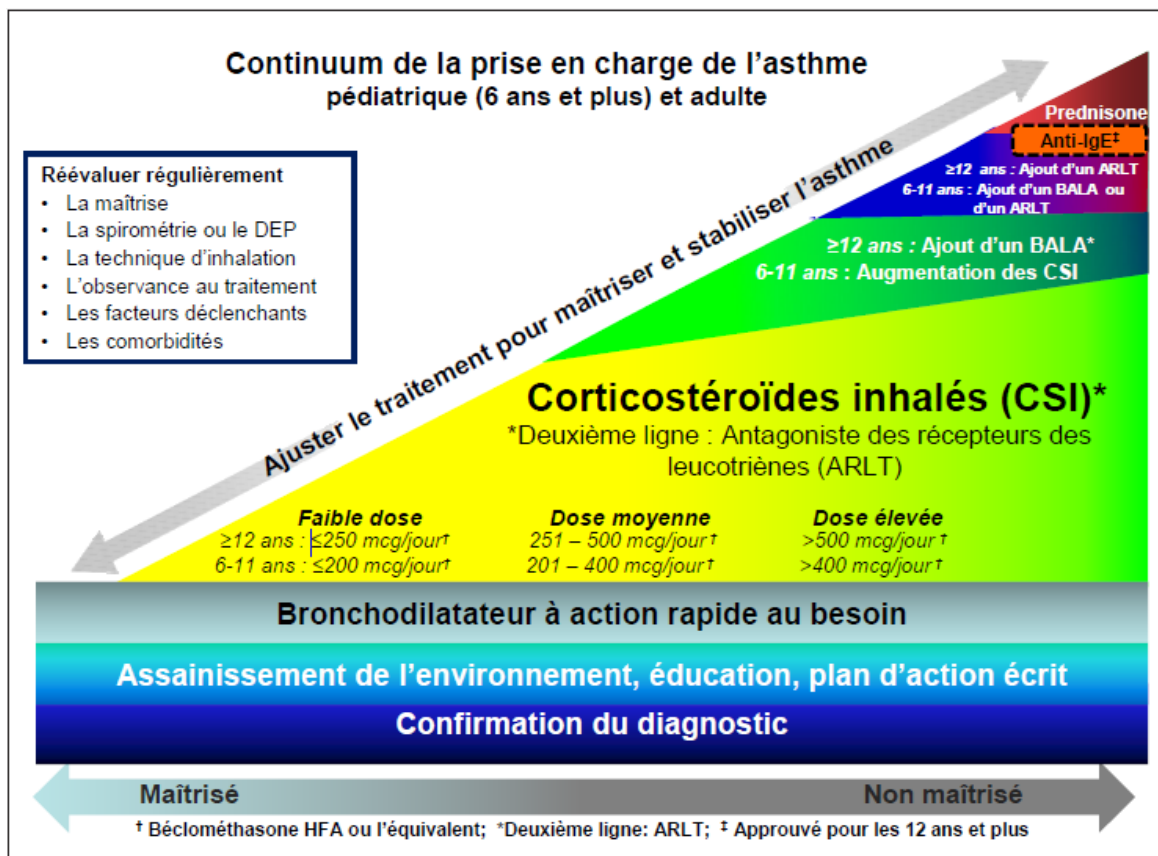 Continuum de la prise en charge de l'asthme
pédiatrique (6 ans et plus) et adulte
Réévaluer régulièrement
• La maîtrise
• La spirométrie ou le DEP
• La technique d'inhalation
• L'observance au traitement
• Les facteurs déclenchants
• Les comorbidités
Ajuster le traitement pour maîtriser et stabiliser l'asthme
Prednisone
Anti-IgE‡
≥12 ans : Ajout d'un ARLT
6-11 ans : Ajout d'un BALA ou
d'un ARLT
≥12 ans : Ajout d'un BALA*
6-11 ans : Augmentation des CSI
Corticostéroïdes inhalés (CSI)*
*Deuxième ligne : Antagoniste des récepteurs des
leucotriènes (ARLT)
Faible dose Dose moyenne Dose élevée
≥12 ans : ≤250 mcg/jour† 251 – 500 mcg/jour† >500 mcg/jour†
6-11 ans : ≤200 mcg/jour† 201 – 400 mcg/jour† >400 mcg/jour†
Bronchodilatateur à action rapide au besoin
Assainissement de l'environnement, éducation, plan d'action écrit
Confirmation du diagnostic
Maîtrisé Non maîtrisé
† Béclométhasone HFA ou l'équivalent; *Deuxième ligne: ARLT; ‡ Approuvé pour les 12 ans et plus